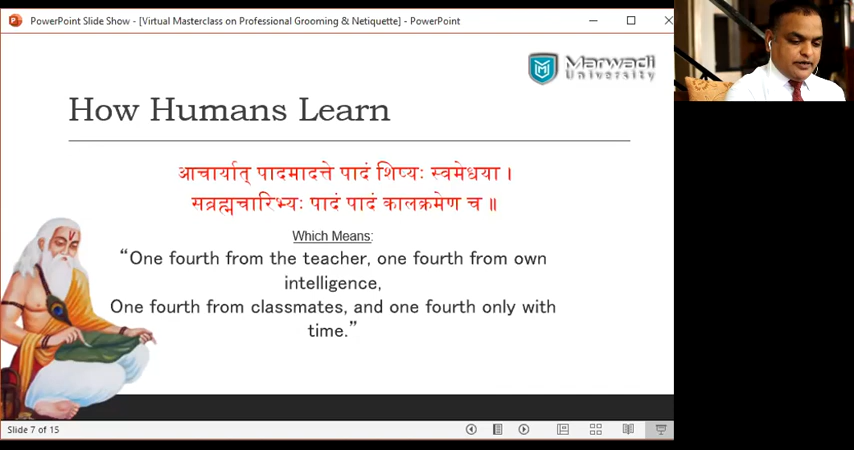 PowerPoint Slide Show - [Virtual Masterclass on Professional Grooming & Netiquette] - PowerPoint
Marwadi
University
How Humans Learn
आचार्यात् पादमादत्ते पादं शिष्यः स्वमेधया ।
सब्रह्मचारिभ्यः पादं पादं कालक्रमेण च ॥
Which Means:
“One fourth from the teacher, one fourth from own
intelligence,
One fourth from classmates, and one fourth only with
time.”
Slide 7 of 15